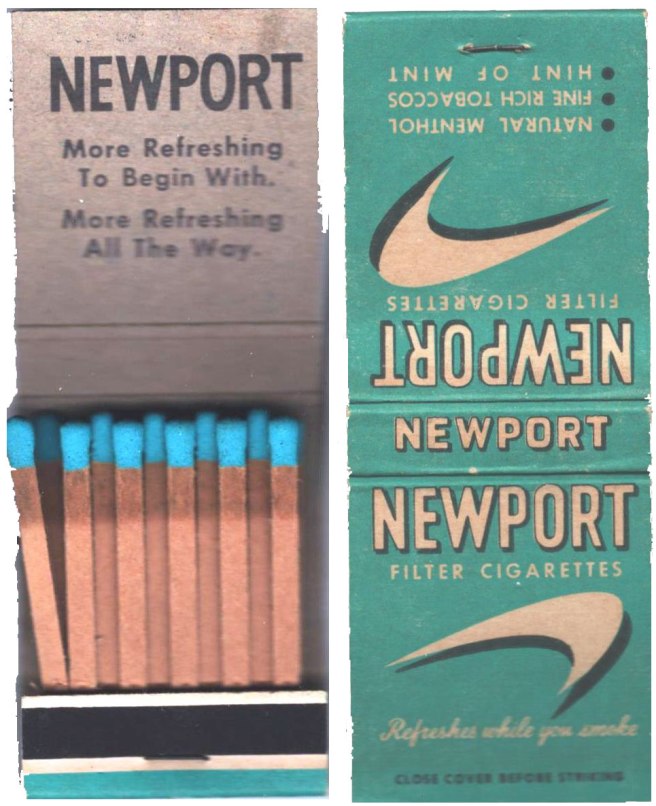 NEWPORT
More Refreshing
To Begin With.
More Refreshing
All The Way.
NATURAL MENTHOL
FINE RICH TOBACCOS
HINT OF MINT
NEWPORT
FILTER CIGARETTES
NEWPORT
NEWPORT
FILTER CIGARETTES
Refreshes while you smoke
CLOSE COVER BEFORE STRIKING